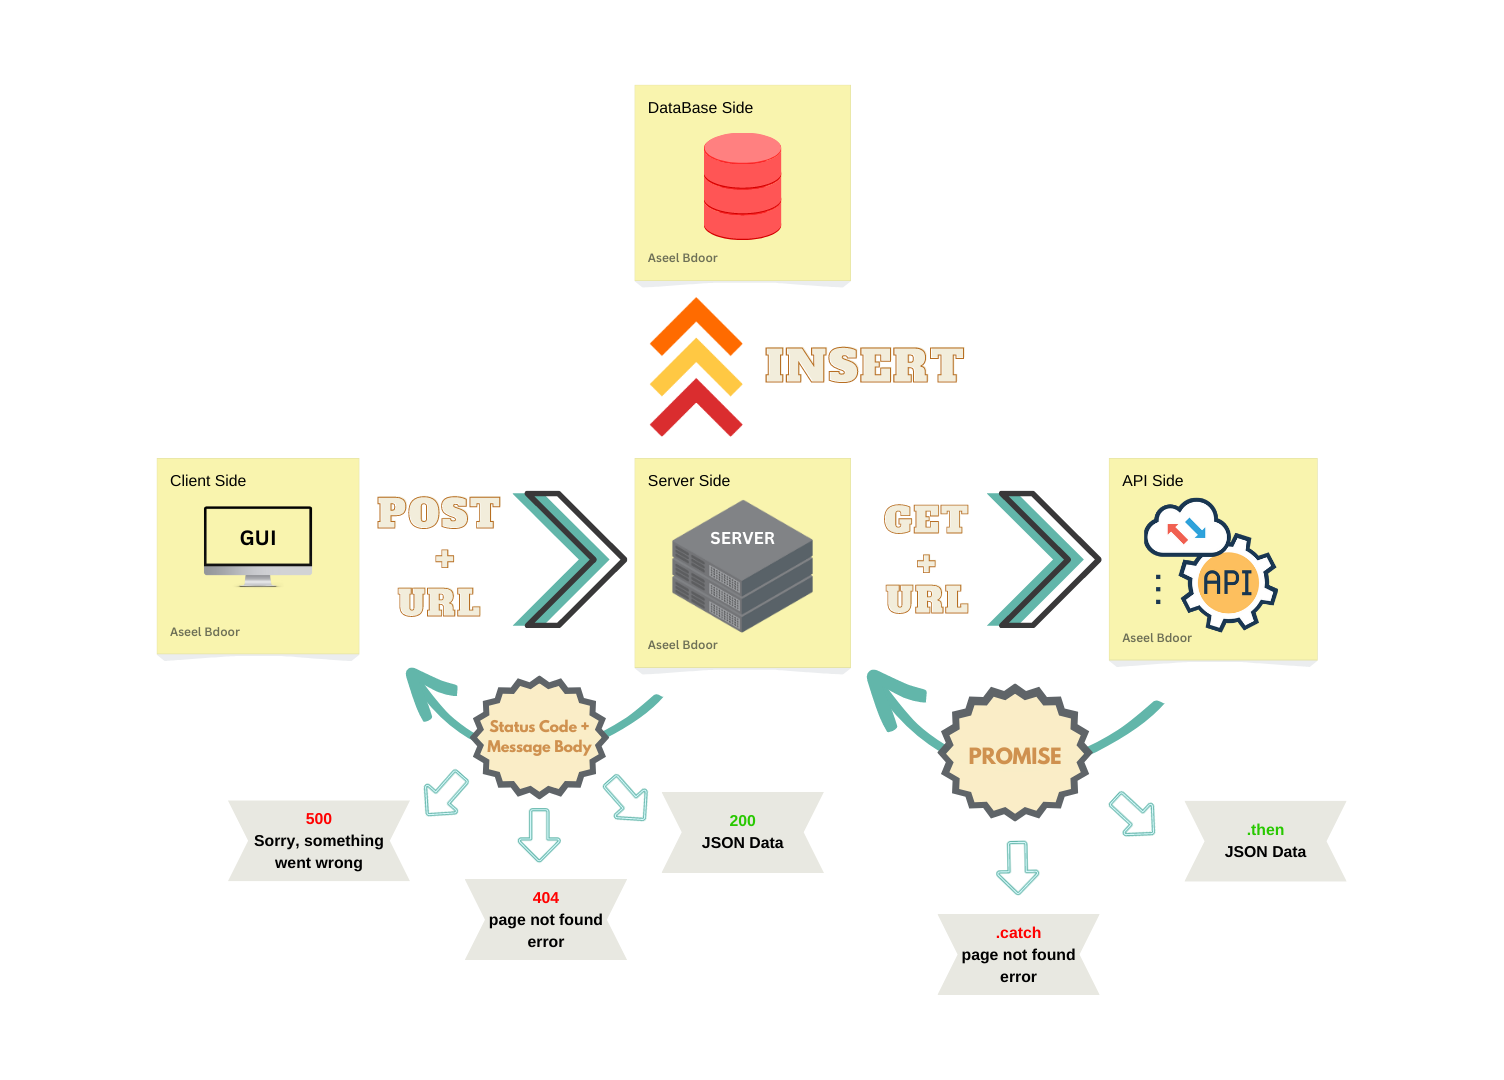 DataBase Side
Aseel Bdoor
INSERT
Client Side
GUI
Aseel Bdoor
POST
+
URL
Server Side
SERVER
Aseel Bdoor
GET
+
URL
API Side
API
Aseel Bdoor
Status Code +
Message Body
500
Sorry, something
went wrong
404
page not found
error
200
JSON Data
PROMISE
.catch
page not found
error
.then
JSON Data